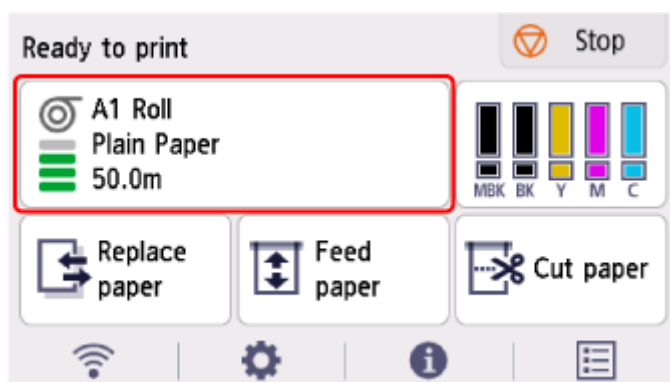 Ready to print
Stop
A1 Roll
Plain Paper
50.0m
MBK BK Y M C
Replace
paper
Feed
paper
Cut paper